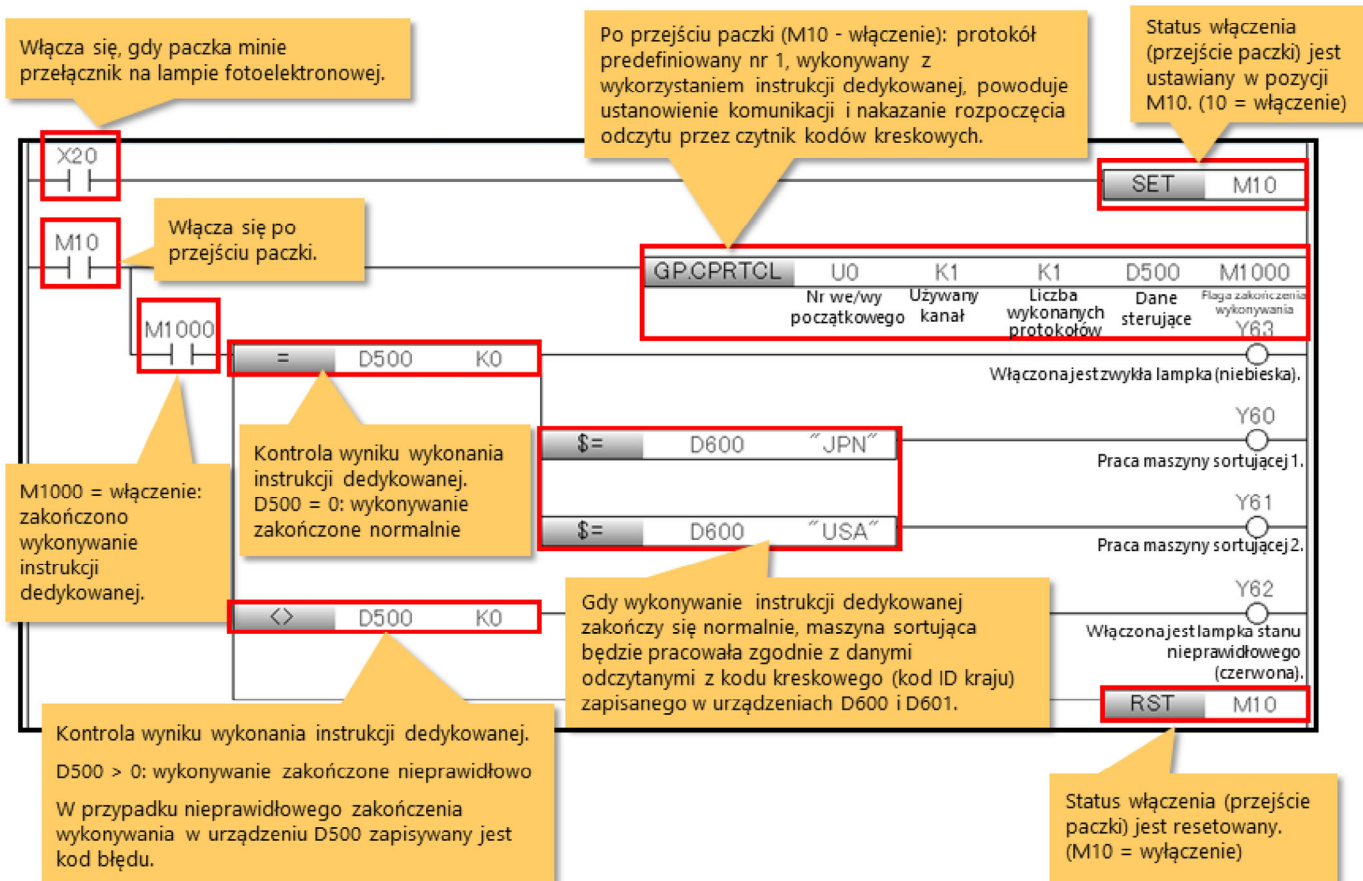 Włącza się, gdy paczka minie
przełącznik na lampie fotoelektronowej.
Po przejściu paczki (M10 - włączenie): protokół
predefiniowany nr 1, wykonywany z
wykorzystaniem instrukcji dedykowanej, powoduje
ustanowienie komunikacji i nakazanie rozpoczęcia
odczytu przez czytnik kodów kreskowych.
Status włączenia
(przejście paczki) jest
ustawiany w pozycji
M10. (10 = włączenie)
X20
SET M10
M10
Włącza się po
przejściu paczki.
GP.CPRTCL U0 K1 K1 D500 M1000
Nr we/wy
początkowego
Używany
kanał
Liczba
wykonanych
protokołów
Dane
sterujące
Flaga zakończenia
wykonywania
M1000
Y63
= D500 K0
Włączona jest zwykła lampka (niebieska).
Kontrola wyniku wykonania
instrukcji dedykowanej.
D500 = 0: wykonywanie
zakończone normalnie
Y60
$= D600 "JPN"
Praca maszyny sortującej 1.
M1000 = włączenie:
zakończono
wykonywanie
instrukcji
dedykowanej.
Y61
$= D600 "USA"
Praca maszyny sortującej 2.
Gdy wykonywanie instrukcji dedykowanej
zakończy się normalnie, maszyna sortująca
będzie pracowała zgodnie z danymi
odczytanymi z kodu kreskowego (kod ID kraju)
zapisanego w urządzeniach D600 i D601.
Y62
<> D500 K0
Włączona jest lampka stanu
nieprawidłowego
(czerwona).
RST M10
Kontrola wyniku wykonania instrukcji dedykowanej.
D500 > 0: wykonywanie zakończone nieprawidłowo
W przypadku nieprawidłowego zakończenia
wykonywania w urządzeniu D500 zapisywany jest
kod błędu.
Status włączenia (przejście
paczki) jest resetowany.
(M10 = wyłączenie)